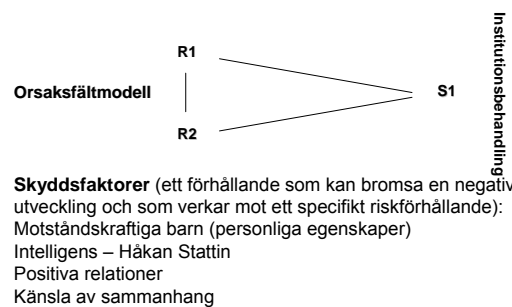 Institutionsbehandling
R1
Orsaksfältmodell
S1
R2
Skyddsfaktorer (ett förhållande som kan bromsa en negativ
utveckling och som verkar mot ett specifikt riskförhållande):
Motståndskraftiga barn (personliga egenskaper)
Intelligens – Håkan Stattin
Positiva relationer
Känsla av sammanhang